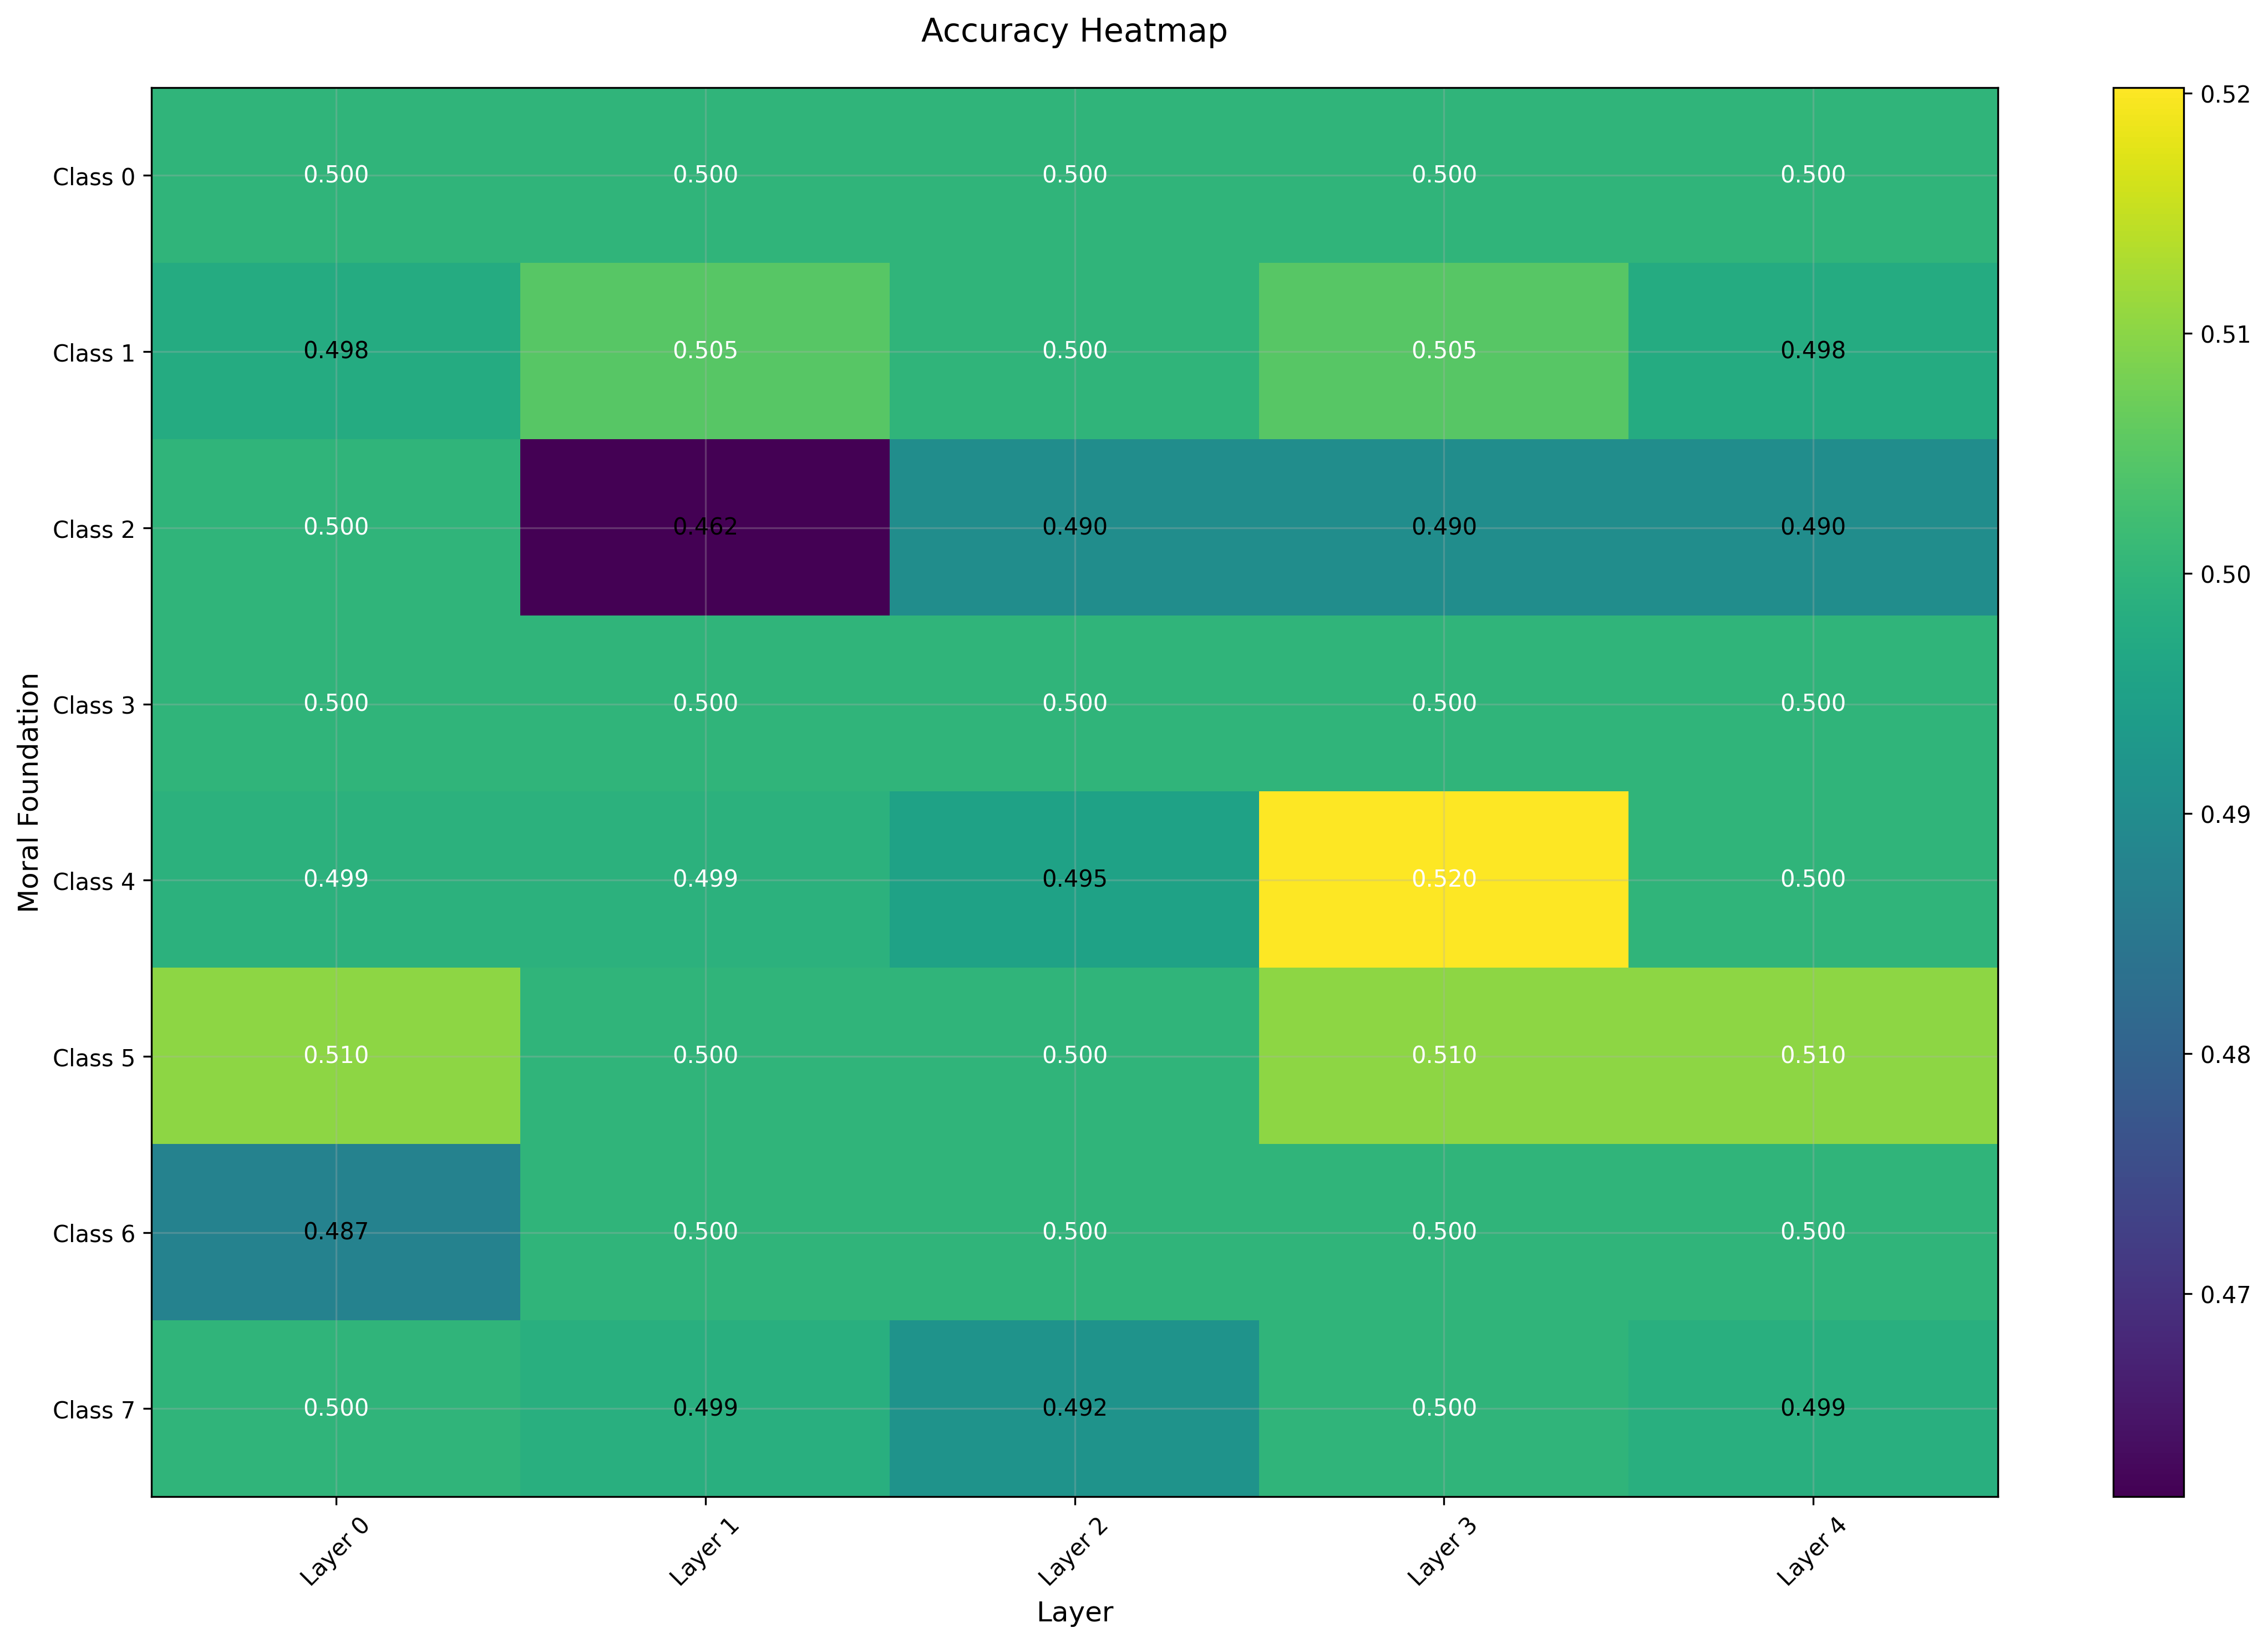 Accuracy Heatmap
0.52
0.51
0.50
0.49
0.48
0.47
Moral Foundation
Class 0
0.500 0.500 0.500 0.500 0.500
Class 1
0.498 0.505 0.500 0.505 0.498
Class 2
0.500 0.462 0.490 0.490 0.490
Class 3
0.500 0.500 0.500 0.500 0.500
Class 4
0.499 0.499 0.495 0.520 0.500
Class 5
0.510 0.500 0.500 0.510 0.510
Class 6
0.487 0.500 0.500 0.500 0.500
Class 7
0.500 0.499 0.492 0.500 0.499
Layer 0
Layer 1
Layer 2
Layer 3
Layer 4
Layer